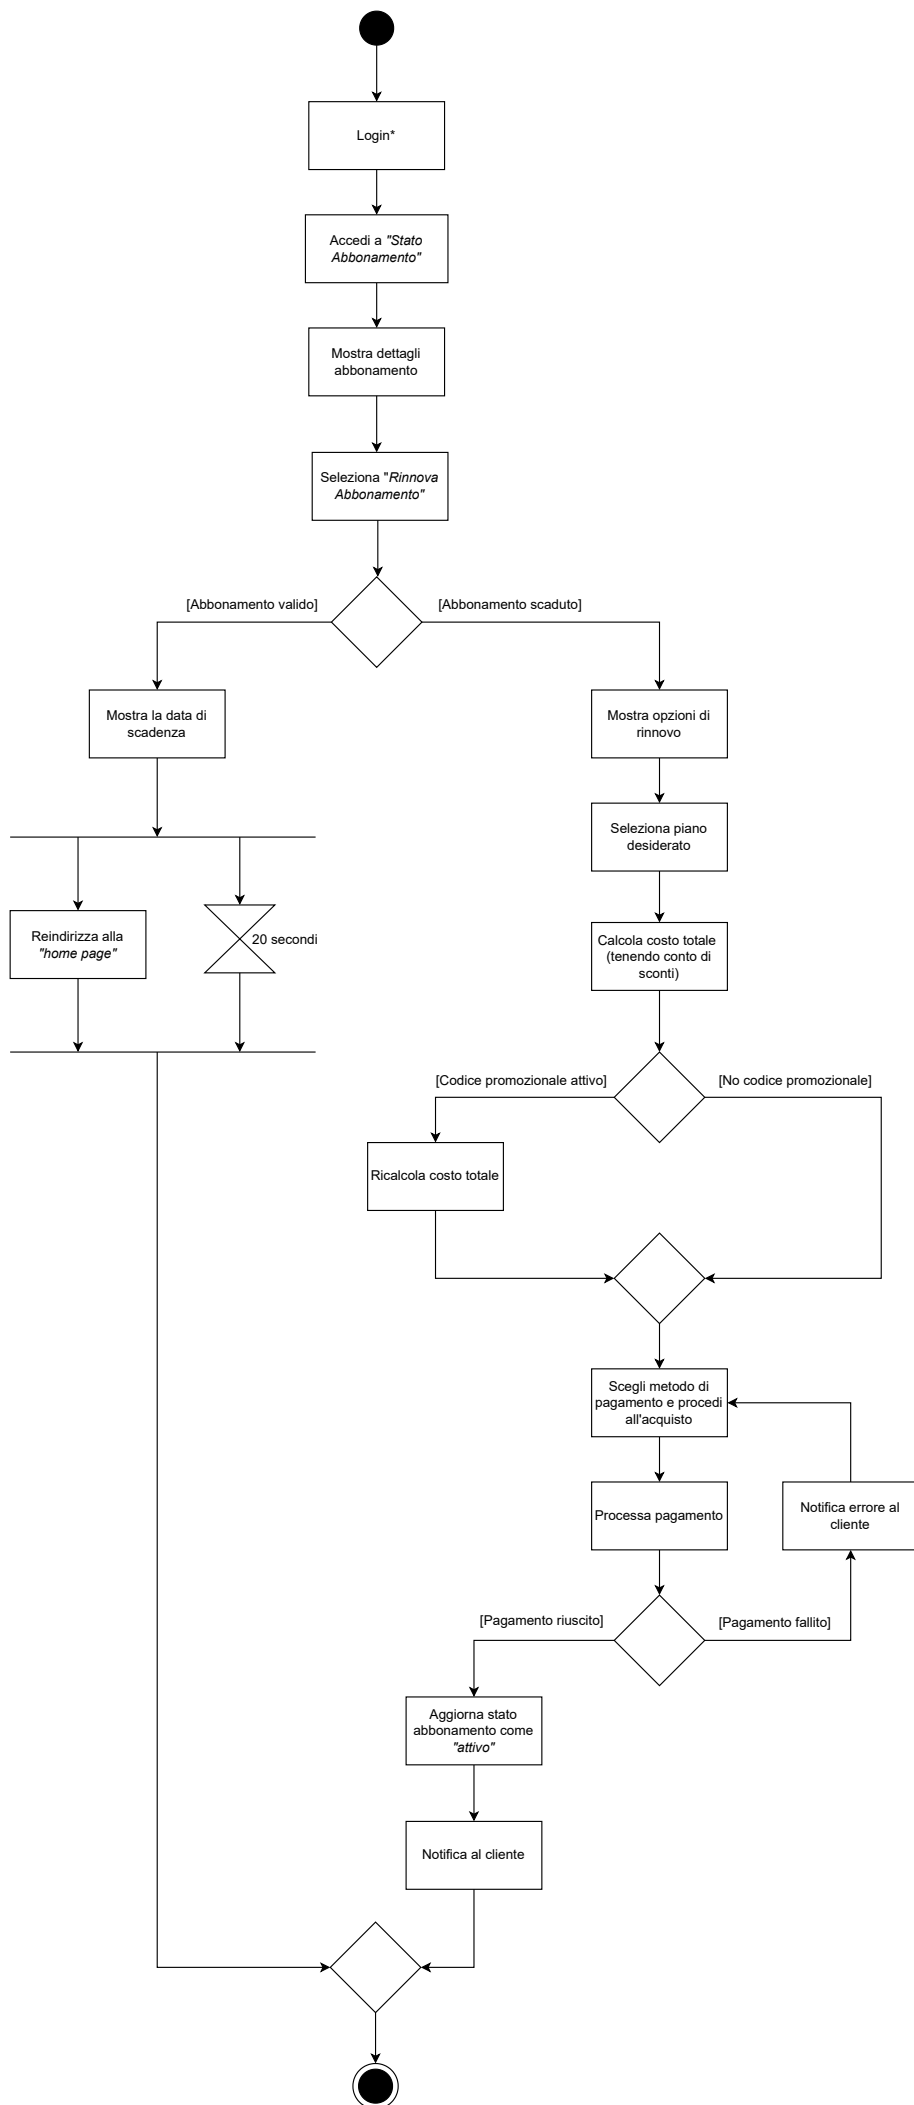 Login*
Accedi a "Stato
Abbonamento"
Mostra dettagli
abbonamento
Seleziona "Rinnova
Abbonamento"
[Abbonamento valido]
[Abbonamento scaduto]
Mostra la data di
scadenza
Mostra opzioni di
rinnovo
Seleziona piano
desiderato
Reindirizza alla
"home page"
20 secondi
Calcola costo totale
(tenendo conto di
sconti)
[Codice promozionale attivo]
[No codice promozionale]
Ricalcola costo totale
Scegli metodo di
pagamento e procedi
all'acquisto
Processa pagamento
Notifica errore al
cliente
[Pagamento riuscito]
[Pagamento fallito]
Aggiorna stato
abbonamento come
"attivo"
Notifica al cliente